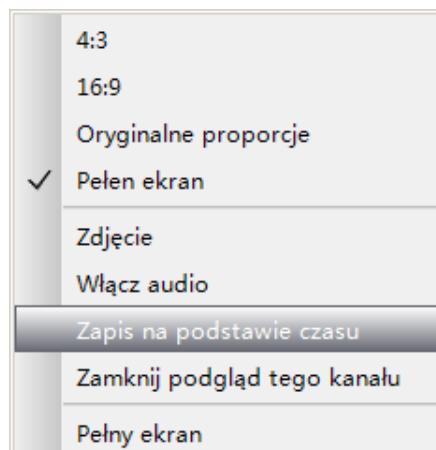 4:3
16:9
Oryginalne proporcje
Pełen ekran
Zdjęcie
Włącz audio
Zapis na podstawie czasu
Zamknij podgląd tego kanału
Pełny ekran